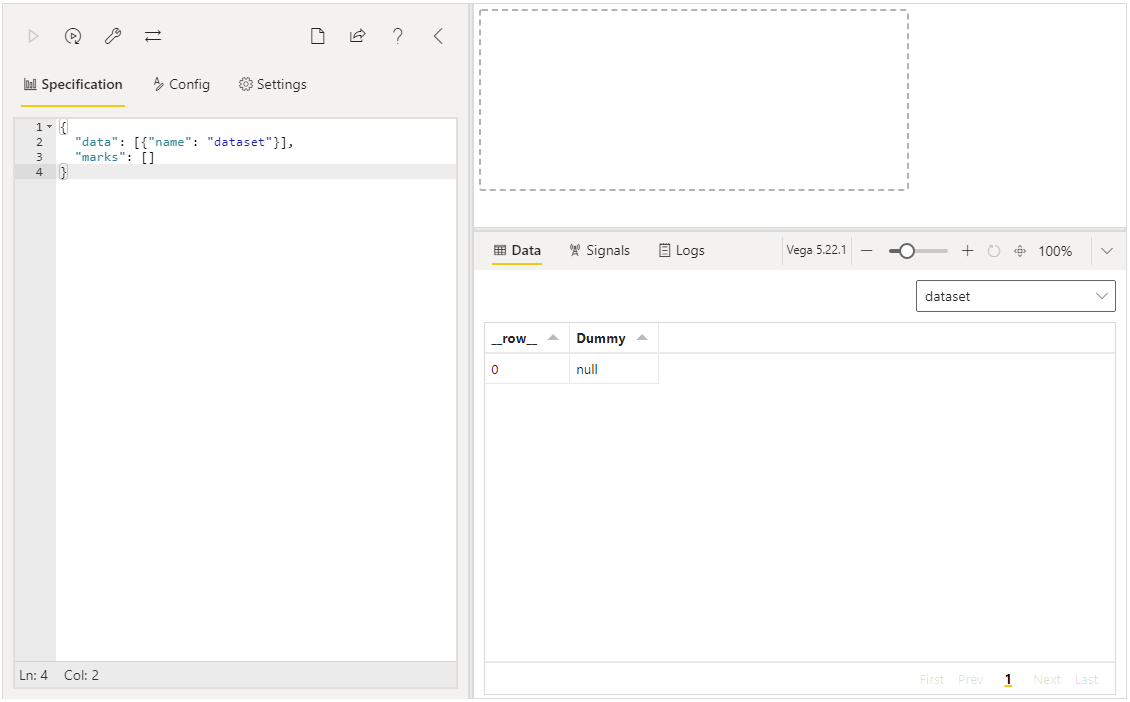 Specification Config Settings
1 {
2 "data": [{"name": "dataset"}],
3 "marks": []
4 }
Ln: 4 Col: 2
Data Signals Logs Vega 5.22.1 100%
dataset
__row__ Dummy
0 null
First Prev 1 Next Last